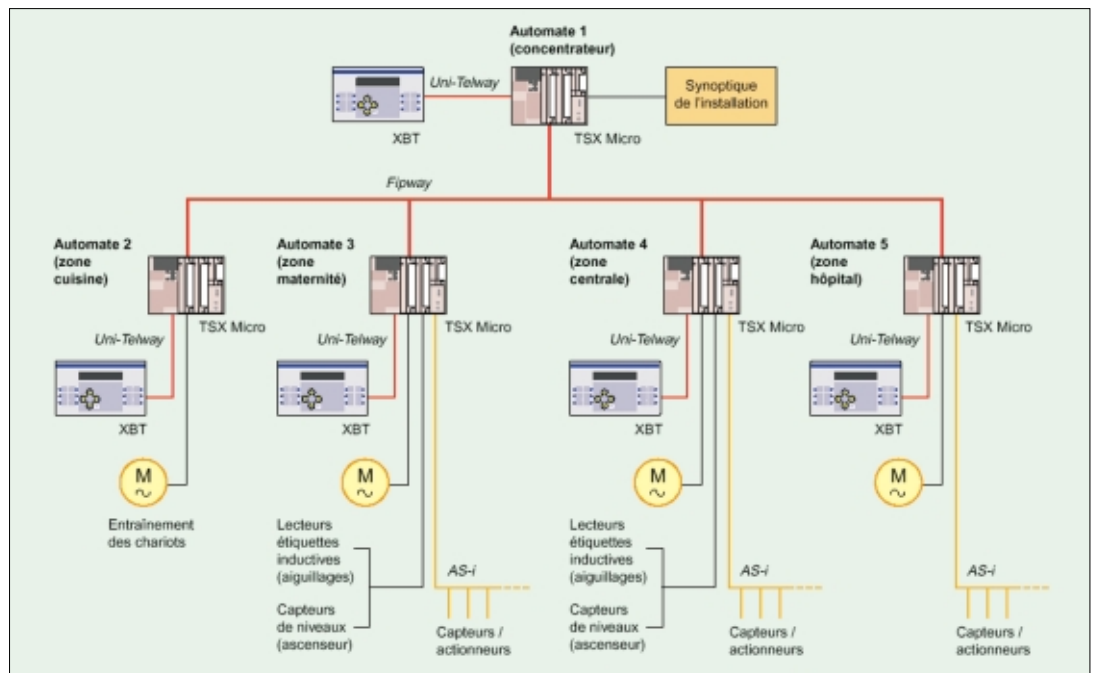 Automate 1
(concentrateur)
Uni-Telway
Synoptique
de l'installation
XBT
TSX Micro
Fipway
Automate 2
(zone
cuisine)
TSX Micro
Uni-Telway
XBT
M
Entraînement
des chariots
Automate 3
(zone
maternité)
TSX Micro
Uni-Telway
XBT
M
Lecteurs
étiquettes
inductives
(aiguillages)
Capteurs
de niveaux
(ascenseur)
AS-i
Capteurs /
actionneurs
Automate 4
(zone
centrale)
TSX Micro
Uni-Telway
XBT
M
Lecteurs
étiquettes
inductives
(aiguillages)
Capteurs
de niveaux
(ascenseur)
AS-i
Capteurs /
actionneurs
Automate 5
(zone
hôpital)
TSX Micro
Uni-Telway
XBT
M
AS-i
Capteurs /
actionneurs